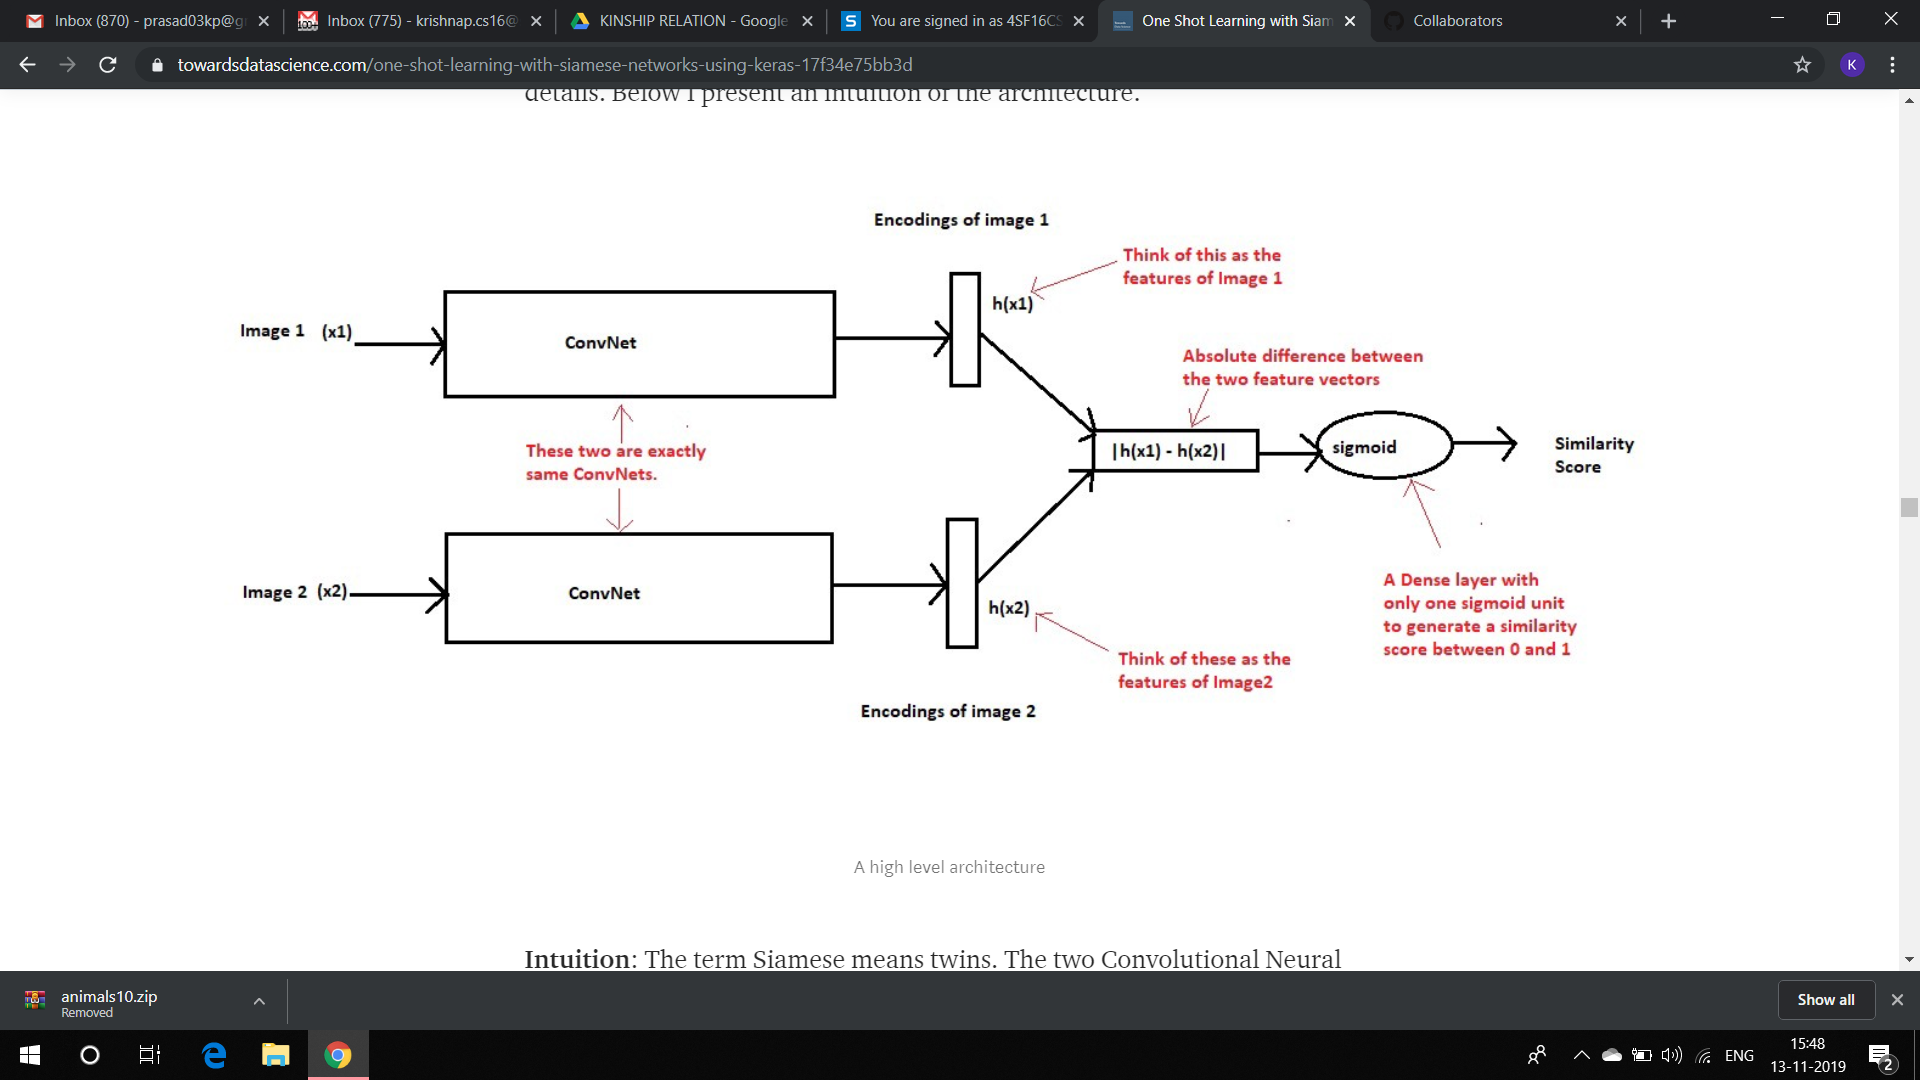 Inbox (870) - prasad03kp@g
Inbox (775) - krishnap.cs16@
KINSHIP RELATION - Google
You are signed in as 4SF16CS
One Shot Learning with Siam
Collaborators
towardsdatascience.com/one-shot-learning-with-siamese-networks-using-keras-17f34e75bb3d
K
details. Below I present an intuition of the architecture.
Encodings of image 1
Think of this as the
features of Image 1
h(x1)
Image 1 (x1)
ConvNet
Absolute difference between
the two feature vectors
These two are exactly
same ConvNets.
|h(x1) - h(x2)|
sigmoid
Similarity
Score
Image 2 (x2)
ConvNet
h(x2)
A Dense layer with
only one sigmoid unit
to generate a similarity
score between 0 and 1
Think of these as the
features of Image2
Encodings of image 2
A high level architecture
Intuition: The term Siamese means twins. The two Convolutional Neural
animals10.zip
Removed
Show all
ENG
15:48
13-11-2019
2